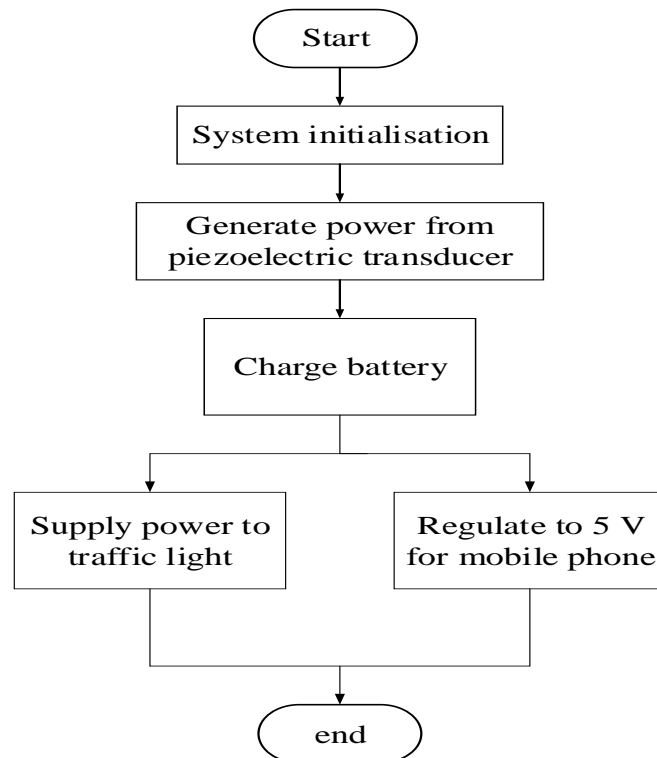 Start
System initialisation
Generate power from
piezoelectric transducer
Charge battery
Supply power to
traffic light
Regulate to 5 V
for mobile phone
end